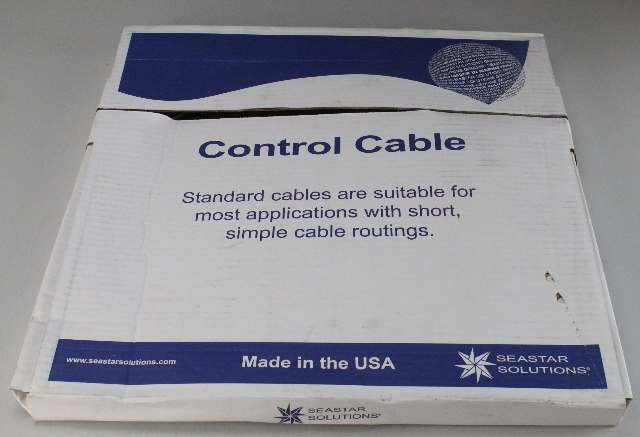 Control Cable
Standard cables are suitable for
most applications with short,
simple cable routings.
www.seastarsolutions.com
Made in the USA
SEASTAR
SOLUTIONS®
SEASTAR
SOLUTIONS®